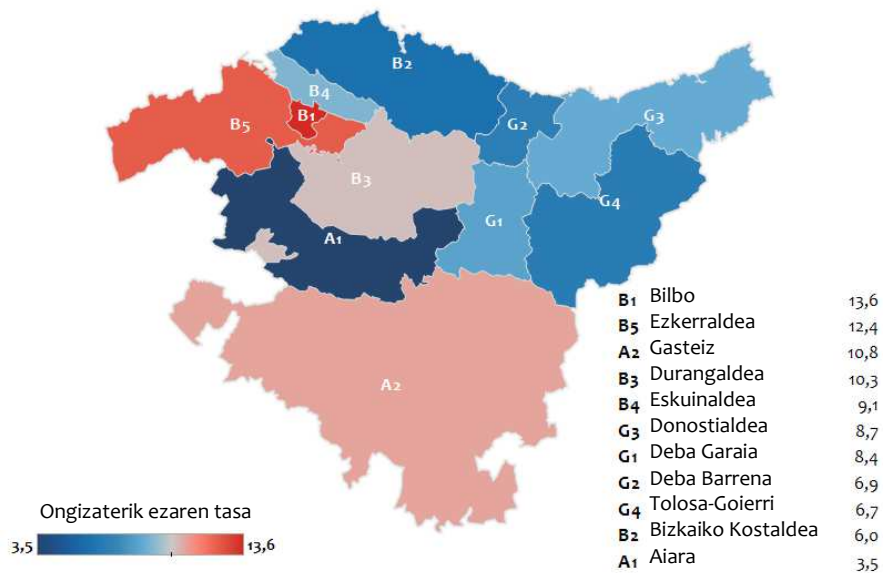 B2
B4
B1
B5
G2
G3
B3
G4
G1
A1
A2
B1 Bilbo 13,6
B5 Ezkerraldea 12,4
A2 Gasteiz 10,8
B3 Durangaldea 10,3
B4 Eskuinaldea 9,1
G3 Donostialdea 8,7
G1 Deba Garaia 8,4
G2 Deba Barrena 6,9
G4 Tolosa-Goierri 6,7
B2 Bizkaiko Kostaldea 6,0
A1 Aiara 3,5
Ongizaterik ezaren tasa
3,5 13,6